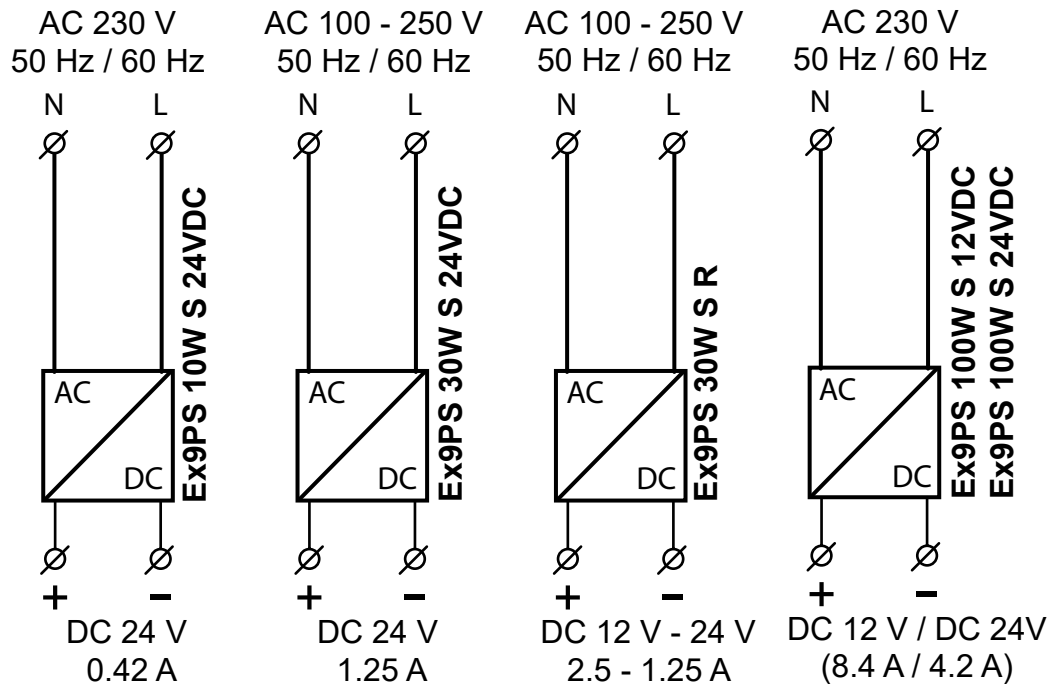 AC 230 V
50 Hz / 60 Hz
N L
Ex9PS 10W S 24VDC
AC
DC
+ −
DC 24 V
0.42 A
AC 100 - 250 V
50 Hz / 60 Hz
N L
Ex9PS 30W S 24VDC
AC
DC
+ −
DC 24 V
1.25 A
AC 100 - 250 V
50 Hz / 60 Hz
N L
Ex9PS 30W S R
AC
DC
+ −
DC 12 V - 24 V
2.5 - 1.25 A
AC 230 V
50 Hz / 60 Hz
N L
Ex9PS 100W S 12VDC
Ex9PS 100W S 24VDC
AC
DC
+ −
DC 12 V / DC 24V
(8.4 A / 4.2 A)